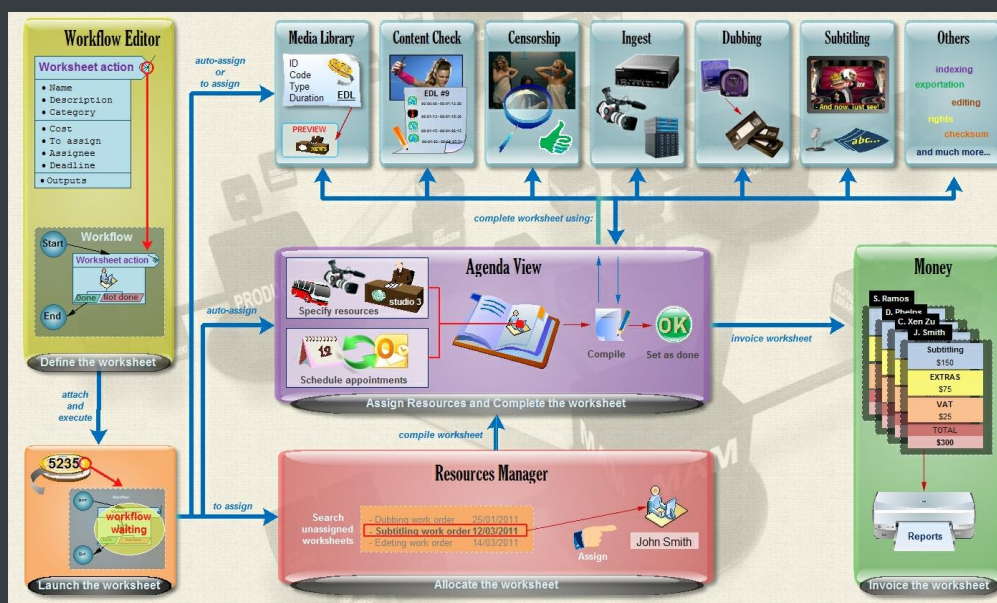 Workflow Editor
Worksheet action
• Name
• Description
• Category
• Cost
• To assign
• Assignee
• Deadline
• Outputs
Workflow
Start
Worksheet action
Done
Not done
End
Define the worksheet
attach
and
execute
5235
workflow
waiting
Launch the worksheet
auto-assign
or
to assign
auto-assign
to assign
Media Library
ID
Code
Type
Duration
EDL
PREVIEW
NEWS
Content Check
EDL #9
Censorship
Ingest
Dubbing
Subtitling
- And now, just see!
abc...
Others
indexing
exportation
editing
rights
checksum
and much more...
complete worksheet using:
Agenda View
studio 3
Specify resources
12
Schedule appointments
Compile
OK
Set as done
Assign Resources and Complete the worksheet
invoice worksheet
compile worksheet
Resources Manager
Search
unassigned
worksheets
- Dubbing work order 25/01/2011
- Subtitling work order 12/03/2011
- Edeting work order 14/03/2011
Assign
John Smith
Allocate the worksheet
Money
S. Ramos
D. Phelps
C. Xen Zu
J. Smith
Subtitling
$150
EXTRAS
$75
VAT
$25
TOTAL
$300
Reports
Invoice the worksheet